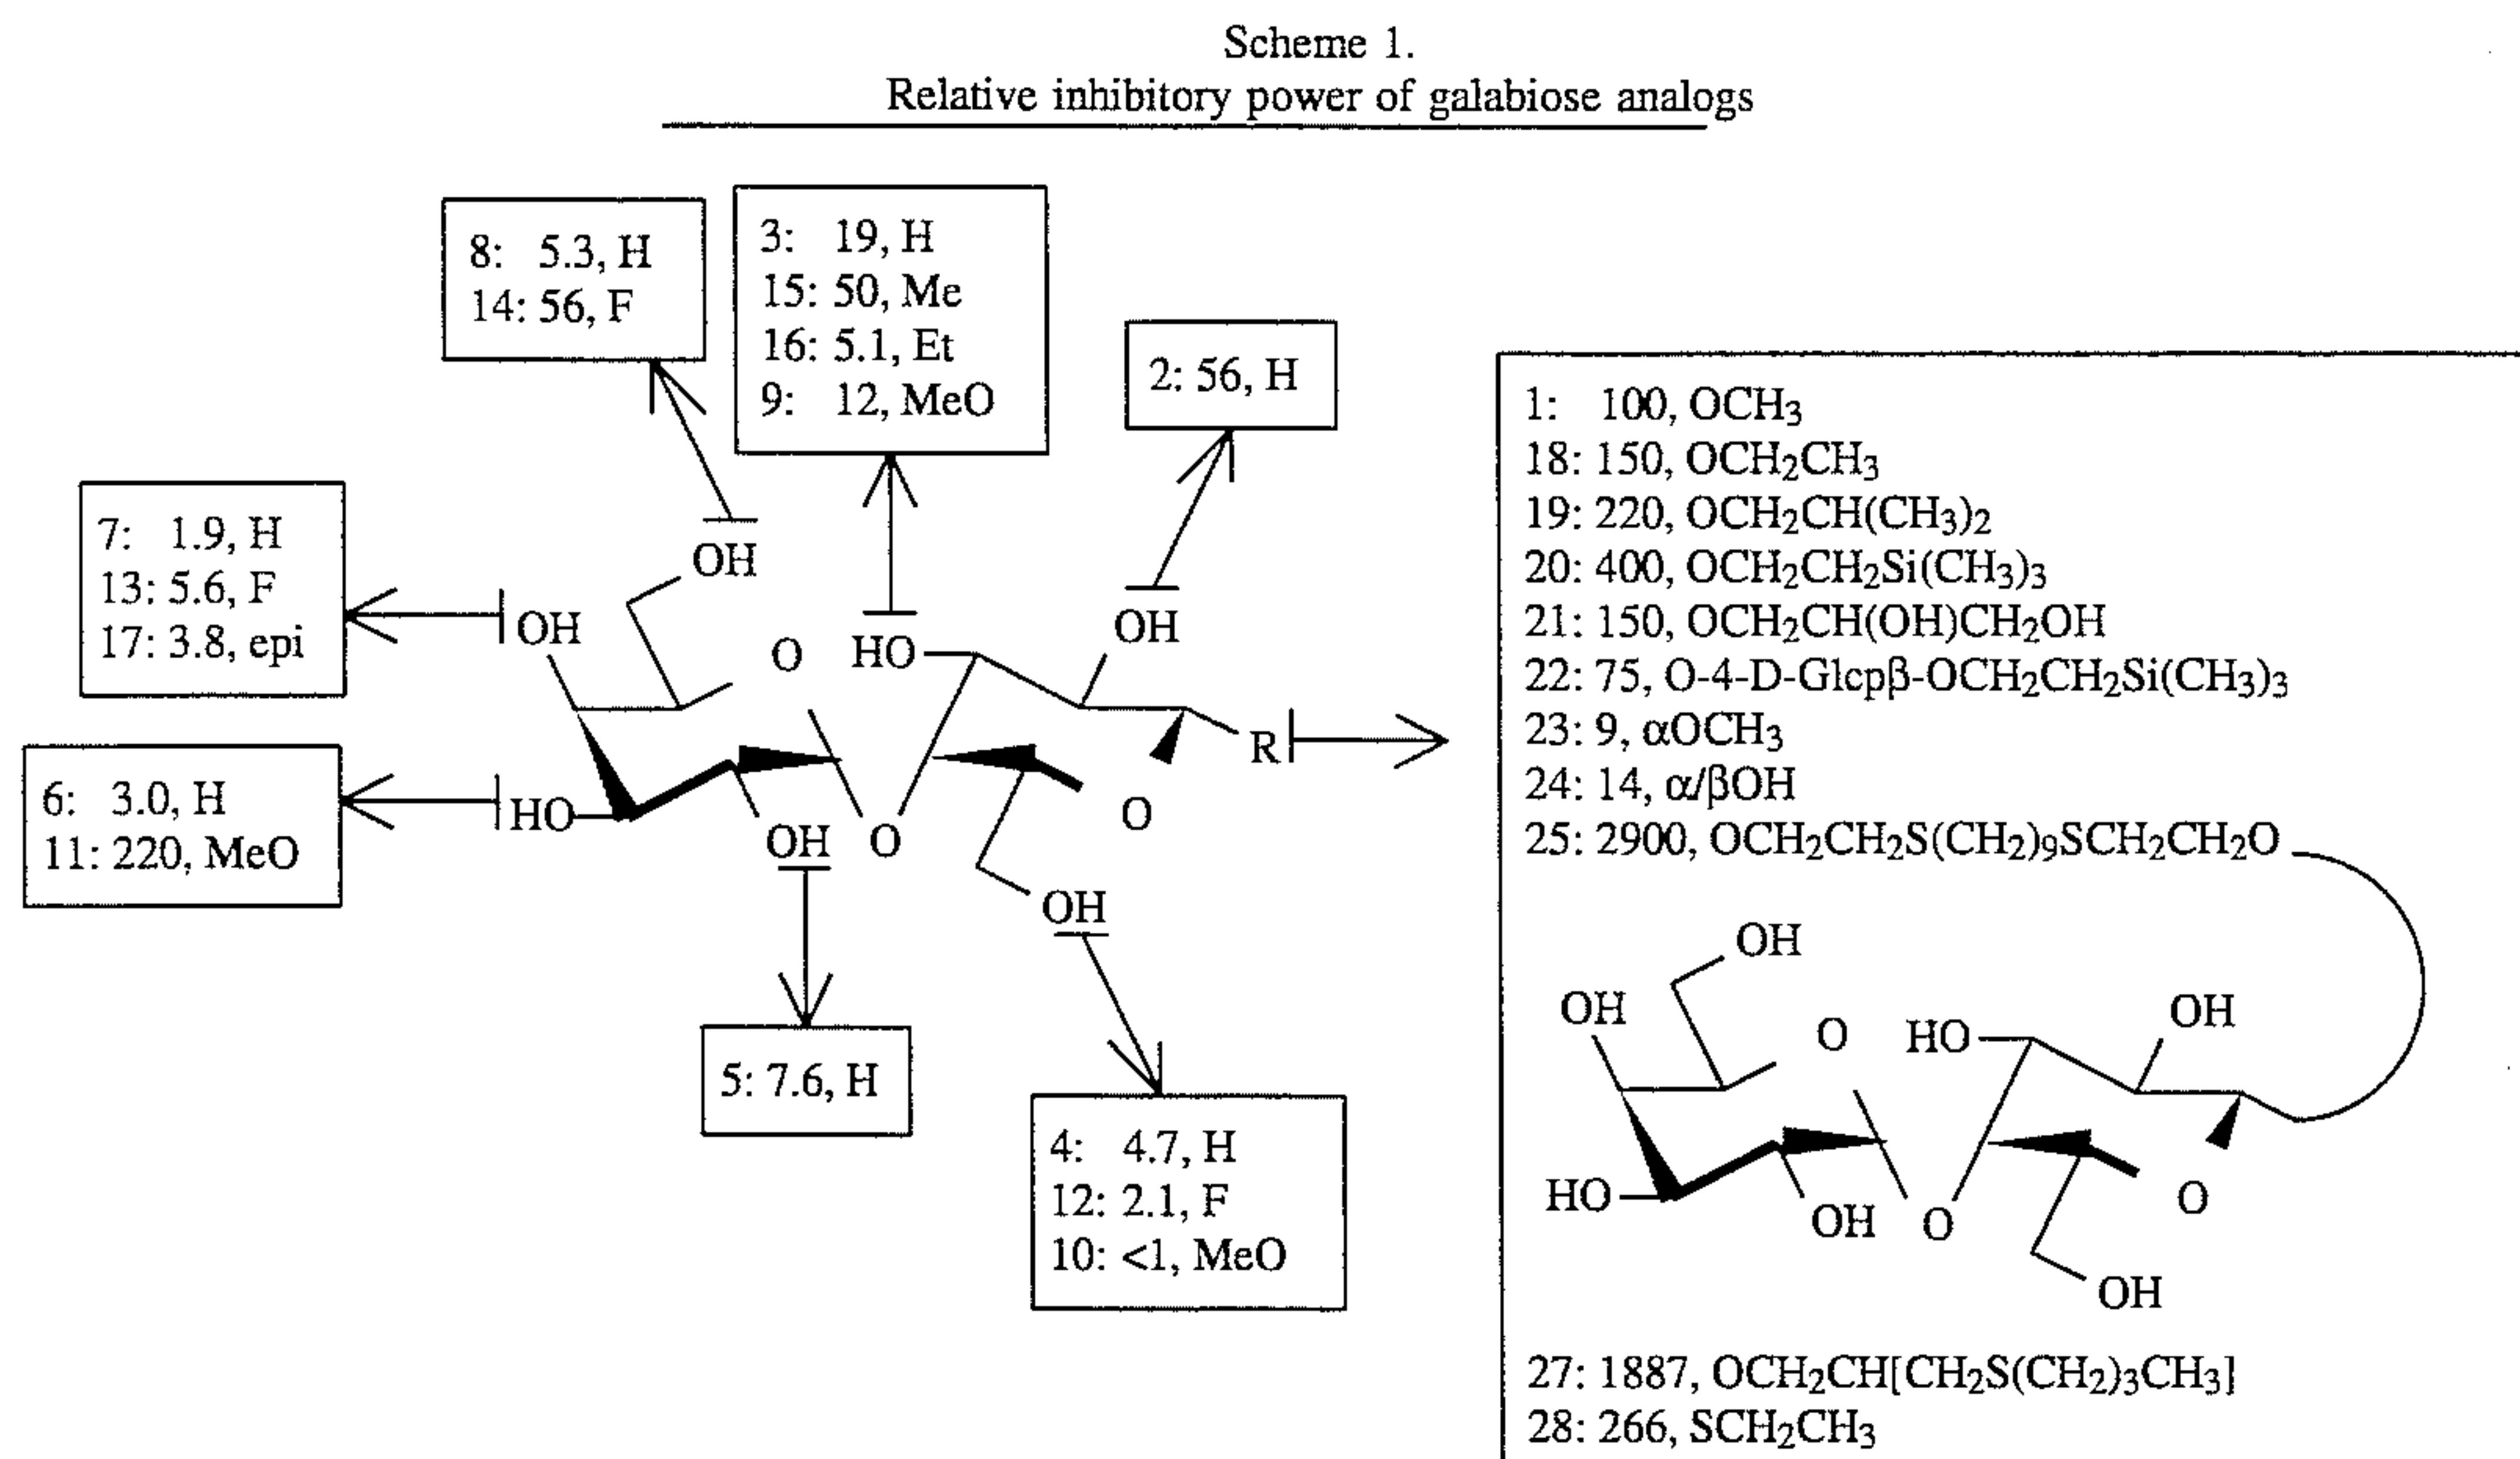 Scheme 1.
Relative inhibitory power of galabiose analogs
8: 5.3, H
14: 56, F
3: 19, H
15: 50, Me
16: 5.1, Et
9: 12, MeO
2: 56, H
7: 1.9, H
13: 5.6, F
17: 3.8, epi
6: 3.0, H
11: 220, MeO
OH
OH
O
HO
OH
R
HO
OH
O
O
OH
5: 7.6, H
4: 4.7, H
12: 2.1, F
10: <1, MeO
1: 100, OCH₃
18: 150, OCH₂CH₃
19: 220, OCH₂CH(CH₃)₂
20: 400, OCH₂CH₂Si(CH₃)₃
21: 150, OCH₂CH(OH)CH₂OH
22: 75, O-4-D-Glcpβ-OCH₂CH₂Si(CH₃)₃
23: 9, αOCH₃
24: 14, α/βOH
25: 2900, OCH₂CH₂S(CH₂)₉SCH₂CH₂O
OH
OH
O
HO
OH
HO
OH
O
O
OH
27: 1887, OCH₂CH[CH₂S(CH₂)₃CH₃]
28: 266, SCH₂CH₃